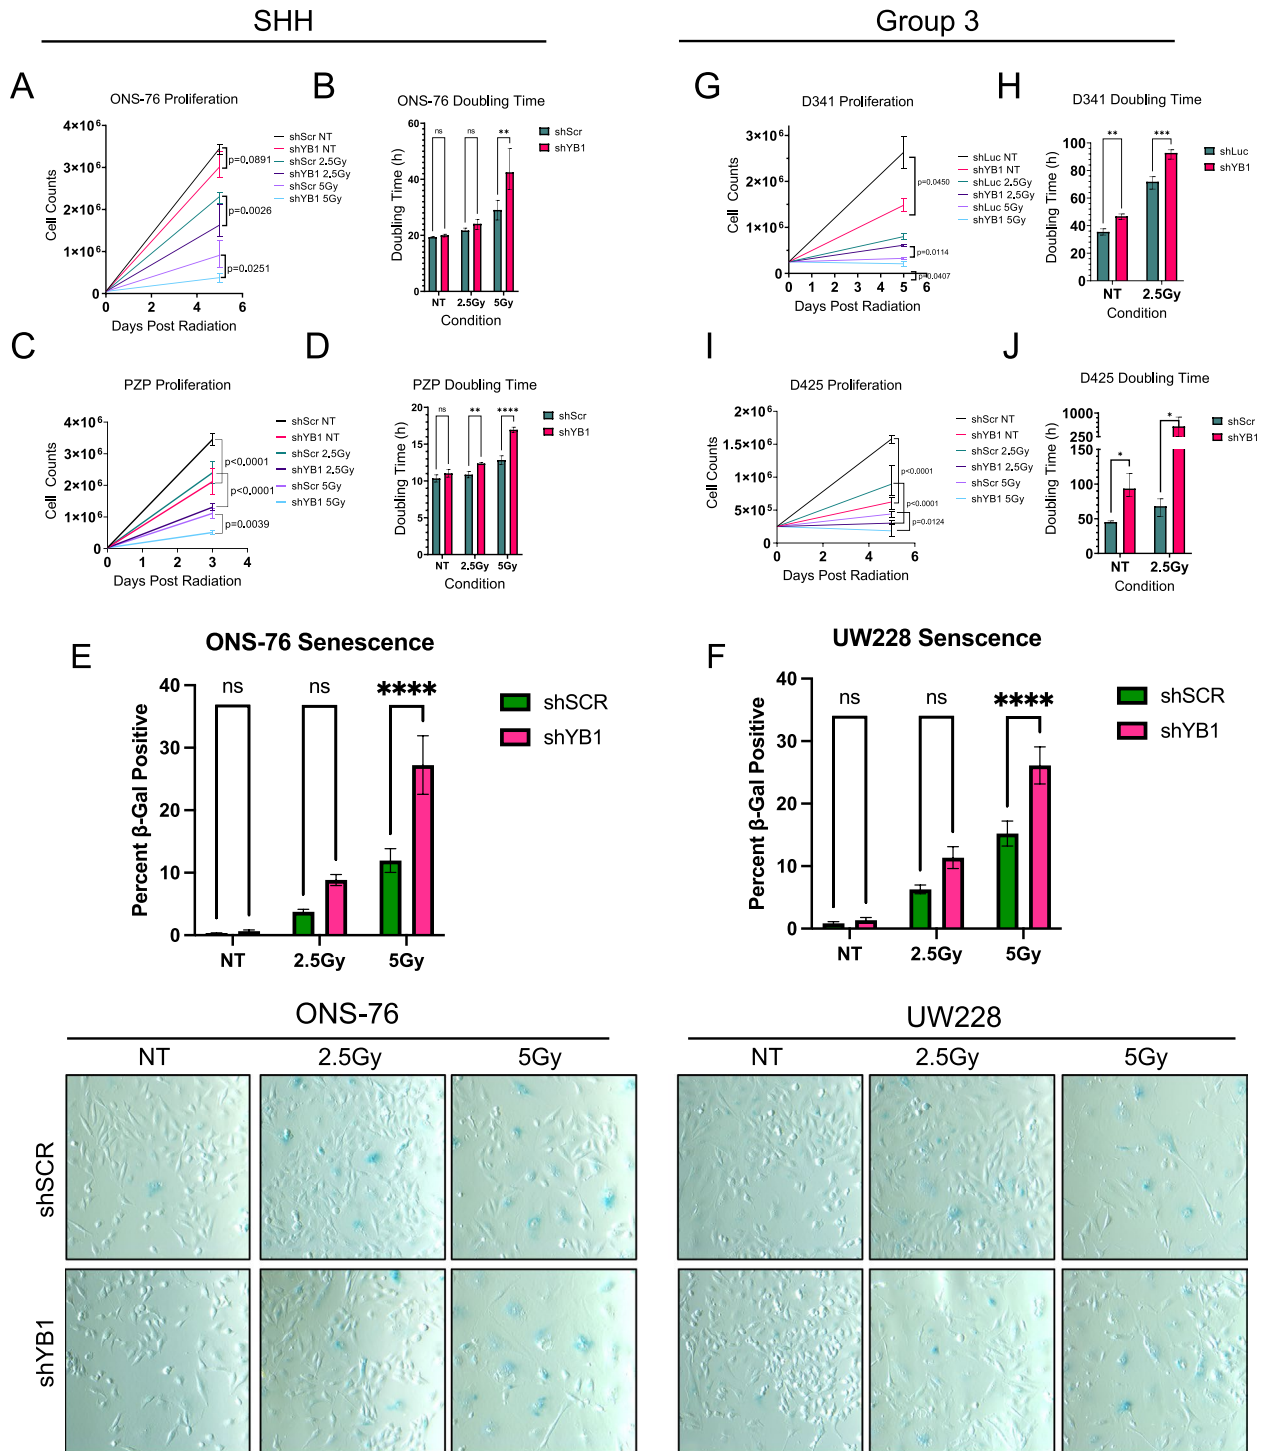 SHH
Group 3
A
ONS-76 Proliferation
4×10⁶
3×10⁶
2×10⁶
1×10⁶
0
0 2 4 6
Cell Counts
Days Post Radiation
shScr NT
shYB1 NT
shScr 2.5Gy
shYB1 2.5Gy
shScr 5Gy
shYB1 5Gy
p=0.0891
p=0.0026
p=0.0251
B
ONS-76 Doubling Time
60
40
20
0
Doubling Time (h)
ns ns **
NT 2.5Gy 5Gy
Condition
shScr
shYB1
G
D341 Proliferation
3×10⁶
2×10⁶
1×10⁶
0
0 1 2 3 4 5 6
Cell Counts
Days Post Radiation
shLuc NT
shYB1 NT
shLuc 2.5Gy
shYB1 2.5Gy
shLuc 5Gy
shYB1 5Gy
p=0.0450
p=0.0114
p=0.0407
H
D341 Doubling Time
100
80
60
40
20
0
Doubling Time (h)
** ***
NT 2.5Gy
Condition
shLuc
shYB1
C
PZP Proliferation
4×10⁶
3×10⁶
2×10⁶
1×10⁶
0
0 1 2 3 4
Cell Counts
Days Post Radiation
shScr NT
shYB1 NT
shScr 2.5Gy
shYB1 2.5Gy
shScr 5Gy
shYB1 5Gy
p<0.0001
p<0.0001
p=0.0039
D
PZP Doubling Time
20
15
10
5
0
Doubling Time (h)
ns ** ****
NT 2.5Gy 5Gy
Condition
shScr
shYB1
I
D425 Proliferation
2×10⁶
1.5×10⁶
1×10⁶
5×10⁵
0
0 2 4 6
Cell Counts
Days Post Radiation
shScr NT
shYB1 NT
shScr 2.5Gy
shYB1 2.5Gy
shScr 5Gy
shYB1 5Gy
p<0.0001
p<0.0001
p=0.0124
J
D425 Doubling Time
1000
250
150
100
50
0
Doubling Time (h)
* *
NT 2.5Gy
Condition
shScr
shYB1
E
ONS-76 Senescence
40
30
20
10
0
Percent β-Gal Positive
ns ns ****
NT 2.5Gy 5Gy
shSCR
shYB1
F
UW228 Senscence
40
30
20
10
0
Percent β-Gal Positive
ns ns ****
NT 2.5Gy 5Gy
shSCR
shYB1
ONS-76
UW228
NT 2.5Gy 5Gy
NT 2.5Gy 5Gy
shSCR
shYB1